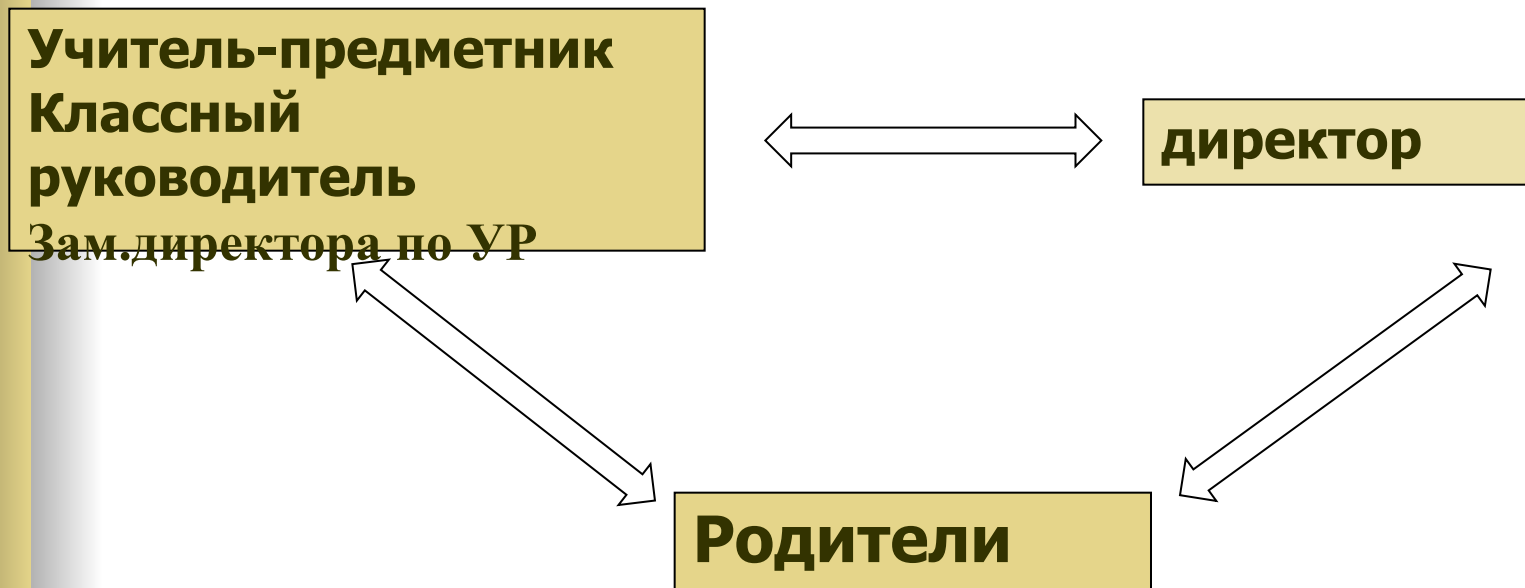 Учитель-предметник
Классный
руководитель
Зам.директора по УР
директор
Родители